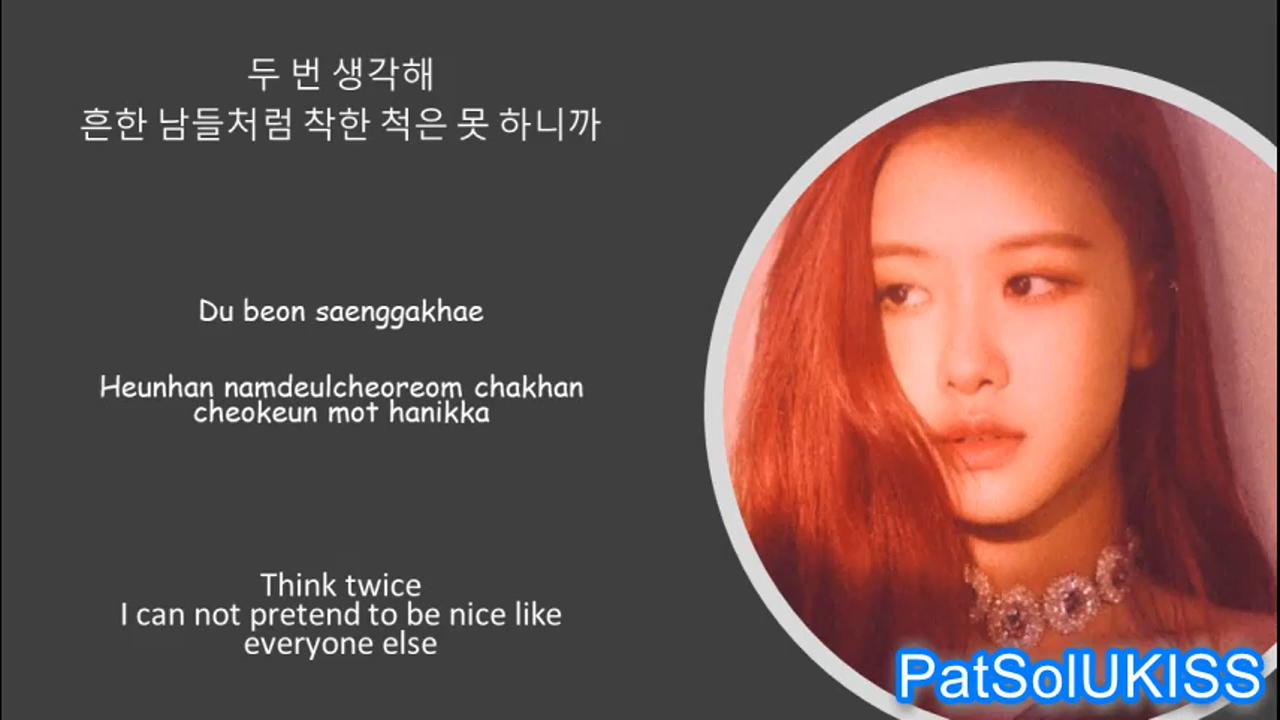 두 번 생각해
흔한 남들처럼 착한 척은 못 하니까
Du beon saenggakhae
Heunhan namdeulcheoreom chakhan
cheokeun mot hanikka
Think twice
I can not pretend to be nice like
everyone else
PatSolUKISS